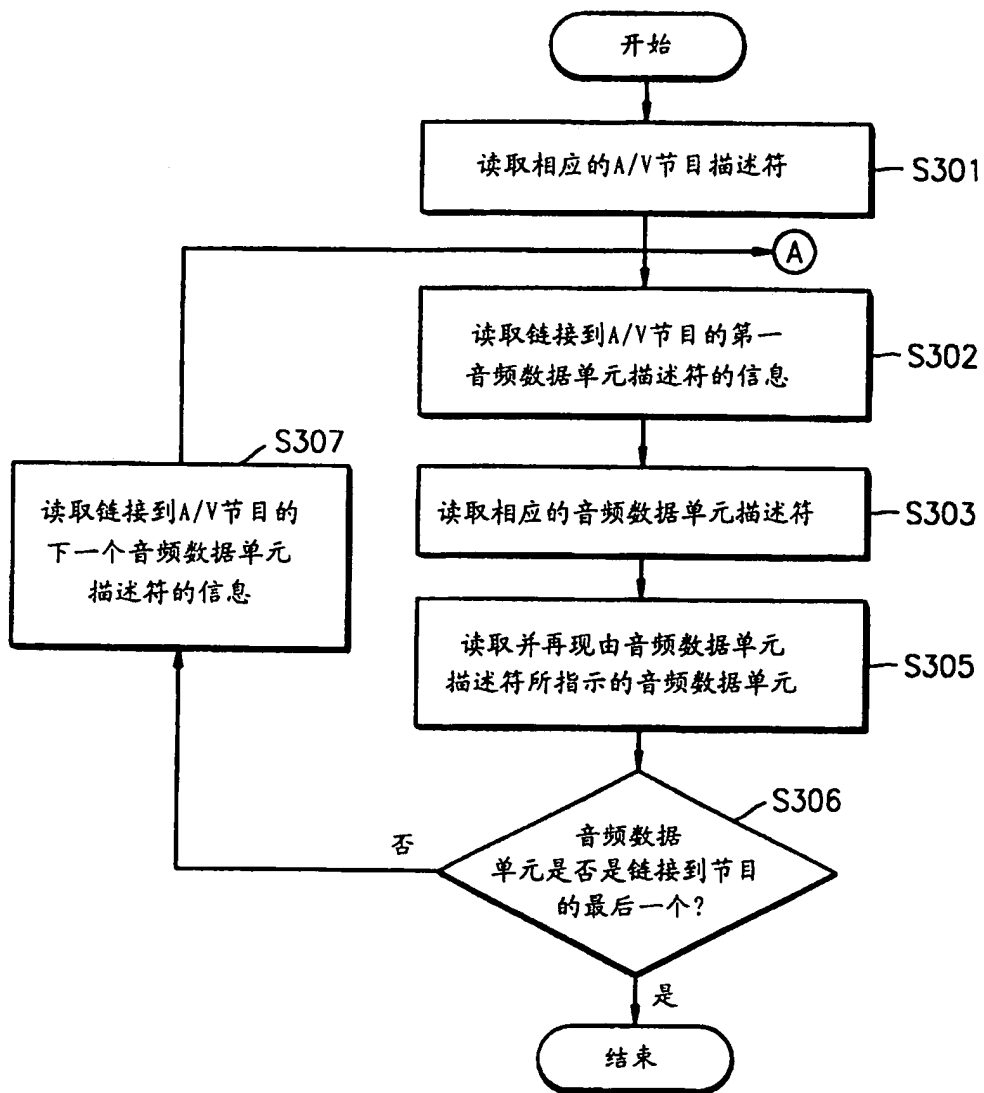 开始
读取相应的A/V节目描述符
S301
A
读取链接到A/V节目的第一
音频数据单元描述符的信息
S302
S307
读取链接到A/V节目的
下一个音频数据单元
描述符的信息
读取相应的音频数据单元描述符
S303
读取并再现由音频数据单元
描述符所指示的音频数据单元
S305
S306
音频数据
单元是否是链接到节目
的最后一个?
否
是
结束